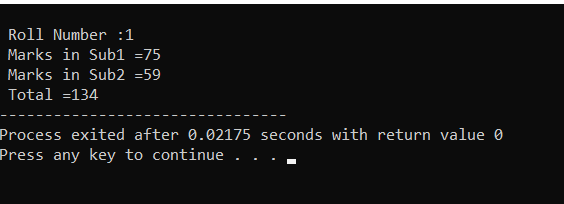 Roll Number :1
Marks in Sub1 =75
Marks in Sub2 =59
Total =134
--------------------------------
Process exited after 0.02175 seconds with return value 0
Press any key to continue . . .